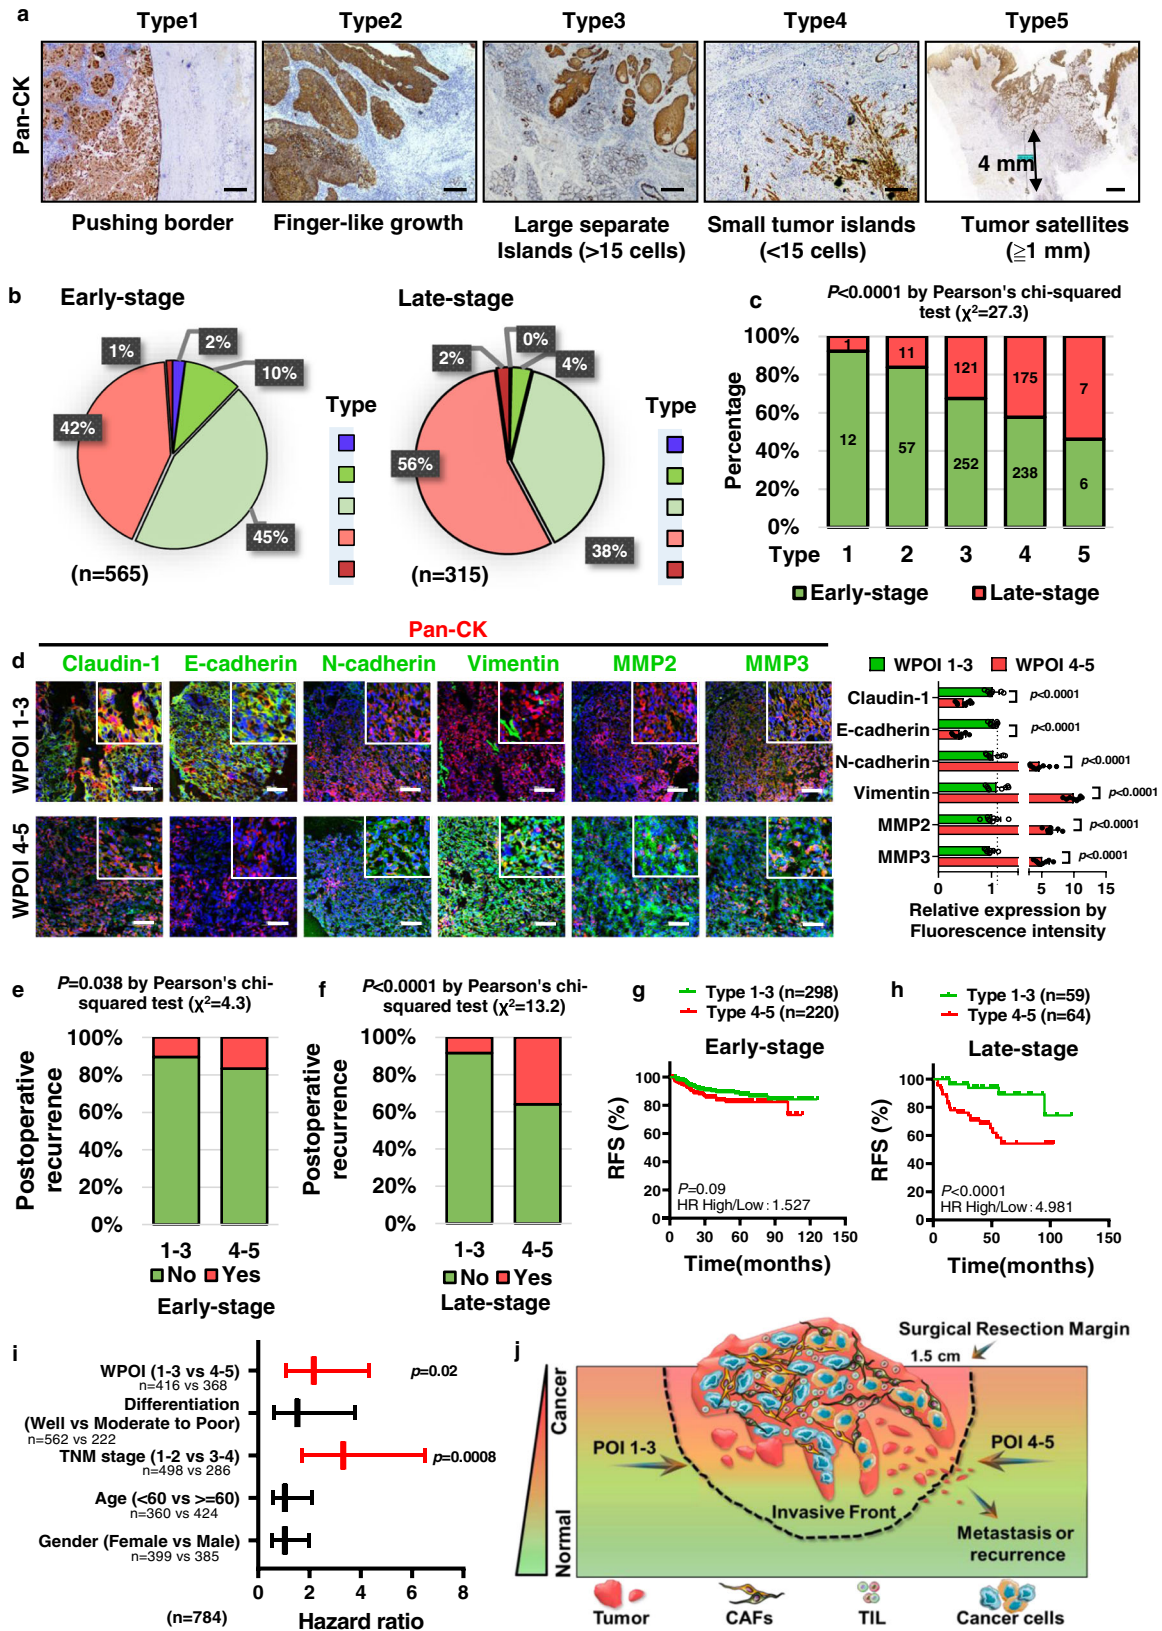 a
Type1
Type2
Type3
Type4
Type5
Pan-CK
4 mm
Pushing border
Finger-like growth
Large separate
Islands (>15 cells)
Small tumor islands
(<15 cells)
Tumor satellites
(≧1 mm)
b
Early-stage
1%
2%
10%
42%
45%
(n=565)
Type
Late-stage
2%
0%
4%
56%
38%
(n=315)
Type
c
P<0.0001 by Pearson's chi-squared
test (χ²=27.3)
Percentage
100%
80%
60%
40%
20%
0%
1
11
121
175
7
12
57
252
238
6
Type 1 2 3 4 5
Early-stage Late-stage
d
Pan-CK
Claudin-1
E-cadherin
N-cadherin
Vimentin
MMP2
MMP3
WPOI 1-3
WPOI 4-5
WPOI 1-3 WPOI 4-5
Claudin-1
p<0.0001
E-cadherin
p<0.0001
N-cadherin
p<0.0001
Vimentin
p<0.0001
MMP2
p<0.0001
MMP3
p<0.0001
0 1 5 10 15
Relative expression by
Fluorescence intensity
e
P=0.038 by Pearson's chi-
squared test (χ²=4.3)
Postoperative
recurrence
100%
80%
60%
40%
20%
0%
1-3 4-5
No Yes
Early-stage
f
P<0.0001 by Pearson's chi-
squared test (χ²=13.2)
Postoperative
recurrence
100%
80%
60%
40%
20%
0%
1-3 4-5
No Yes
Late-stage
g
Type 1-3 (n=298)
Type 4-5 (n=220)
Early-stage
RFS (%)
100
80
60
40
20
0
P=0.09
HR High/Low：1.527
0 30 60 90 120 150
Time(months)
h
Type 1-3 (n=59)
Type 4-5 (n=64)
Late-stage
RFS (%)
100
80
60
40
20
0
P<0.0001
HR High/Low：4.981
0 50 100 150
Time(months)
i
WPOI (1-3 vs 4-5)
n=416 vs 368
p=0.02
Differentiation
(Well vs Moderate to Poor)
n=562 vs 222
TNM stage (1-2 vs 3-4)
n=498 vs 286
p=0.0008
Age (<60 vs >=60)
n=360 vs 424
Gender (Female vs Male)
n=399 vs 385
0 2 4 6 8
(n=784)
Hazard ratio
j
Surgical Resection Margin
1.5 cm
Cancer
Normal
POI 1-3
POI 4-5
Invasive Front
Metastasis or
recurrence
Tumor
CAFs
TIL
Cancer cells